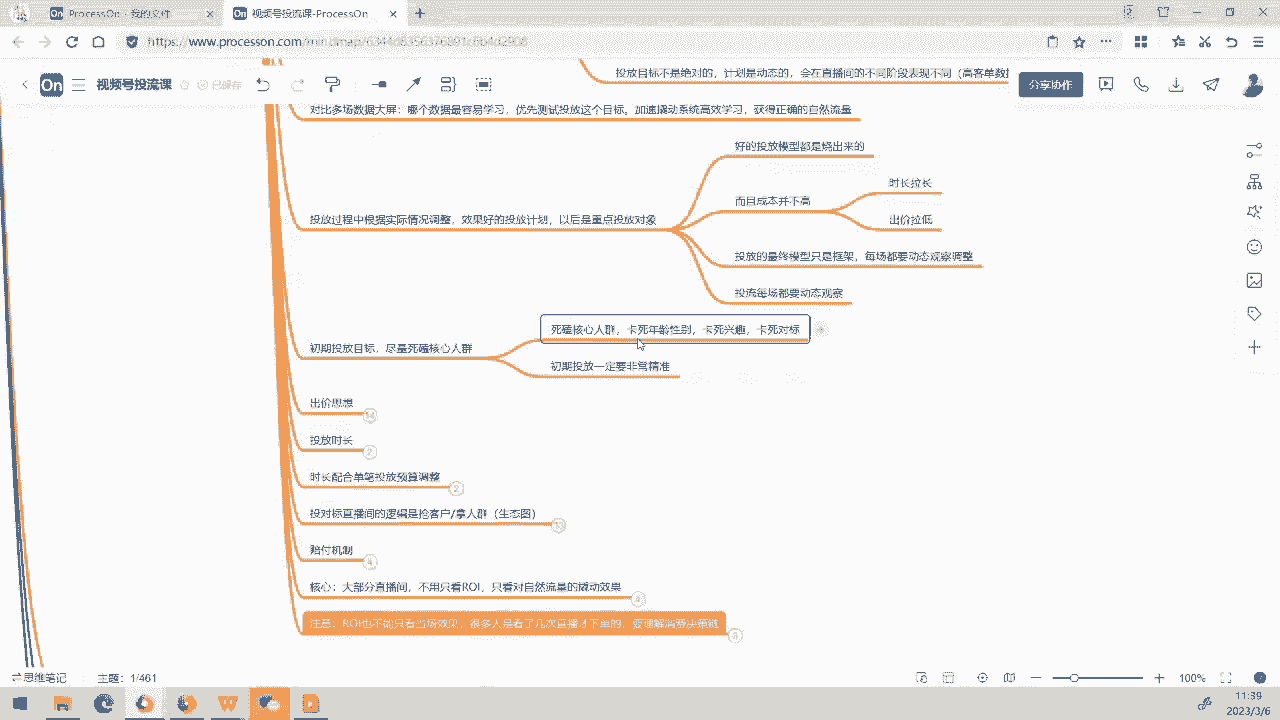 ProcessOn - 我的文件
视频号投流课-ProcessOn
https://www.processon.com/mindmap/
On
视频号投流课
已保存
分享协作
投放目标不是绝对的，计划是动态的，会在直播间的不同阶段表现不同（高客单数据
对比多场数据大屏：哪个数据最容易学习，优先测试投放这个目标。加速撬动系统高效学习，获得正确的自然流量
好的投放模型都是烧出来的
时长拉长
而且成本并不高
投放过程中根据实际情况调整，效果好的投放计划，以后是重点投放对象
出价拉低
投放的最终模型只是框架，每场都要动态观察调整
投流每场都要动态观察
死磕核心人群，卡死年龄性别，卡死兴趣，卡死对标
初期投放目标，尽量死磕核心人群
初期投放一定要非常精准
出价思想
14
投放时长
2
时长配合单笔投放预算调整
2
投对标直播间的逻辑是抢客户/拿人群（生态图）
13
赔付机制
核心：大部分直播间，不用只看ROI，只看对自然流量的撬动效果
注意：ROI也不能只看当场效果，很多人是看了几次直播才下单的，要理解消费决策链
思维笔记
主题：1/461
100%
11:39
2023/3/6